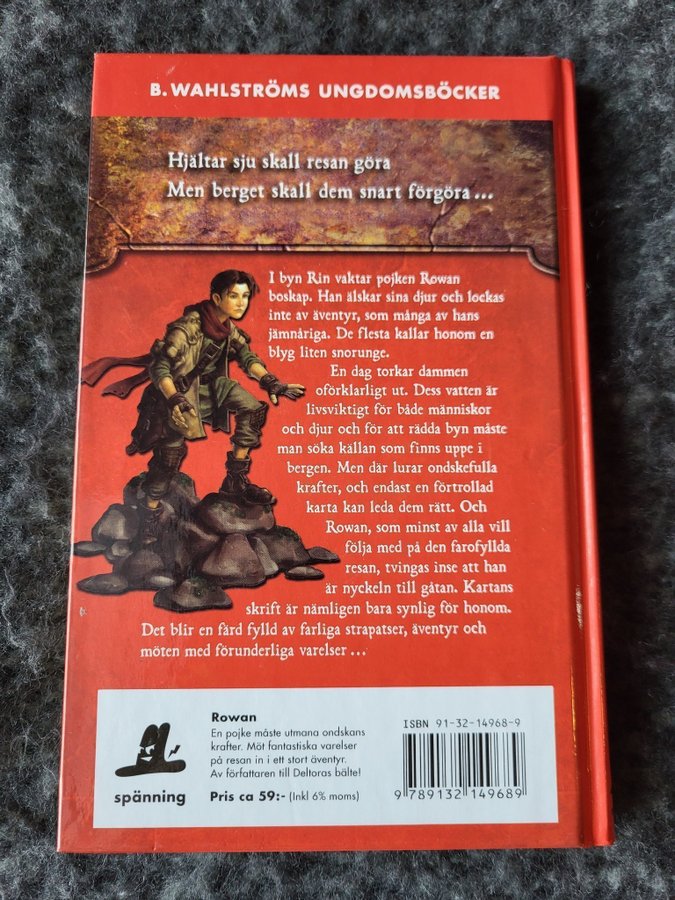 B. WAHLSTRÖMS UNGDOMSBÖCKER
Hjältar sju skall resan göra
Men berget skall dem snart förgöra...
I byn Rin vaktar pojken Rowan
boskap. Han älskar sina djur och lockas
inte av äventyr, som många av hans
jämnåriga. De flesta kallar honom en
blyg liten snorunge.
En dag torkar dammen
oförklarligt ut. Dess vatten är
livsviktigt för både människor
och djur och för att rädda byn måste
man söka källan som finns uppe i
bergen. Men där lurar ondskefulla
krafter, och endast en förtrollad
karta kan leda dem rätt. Och
Rowan, som minst av alla vill
följa med på den farofyllda
resan, tvingas inse att han
är nyckeln till gåtan. Kartans
skrift är nämligen bara synlig för honom.
Det blir en färd fylld av farliga strapatser, äventyr och
möten med förunderliga varelser...
spänning
Rowan
En pojke måste utmana ondskans
krafter. Möt fantastiska varelser
på resan in i ett stort äventyr.
Av författaren till Deltoras bälte!
Pris ca 59:- (Inkl 6% moms)
ISBN 91-32-14968-9
9 789132 149689